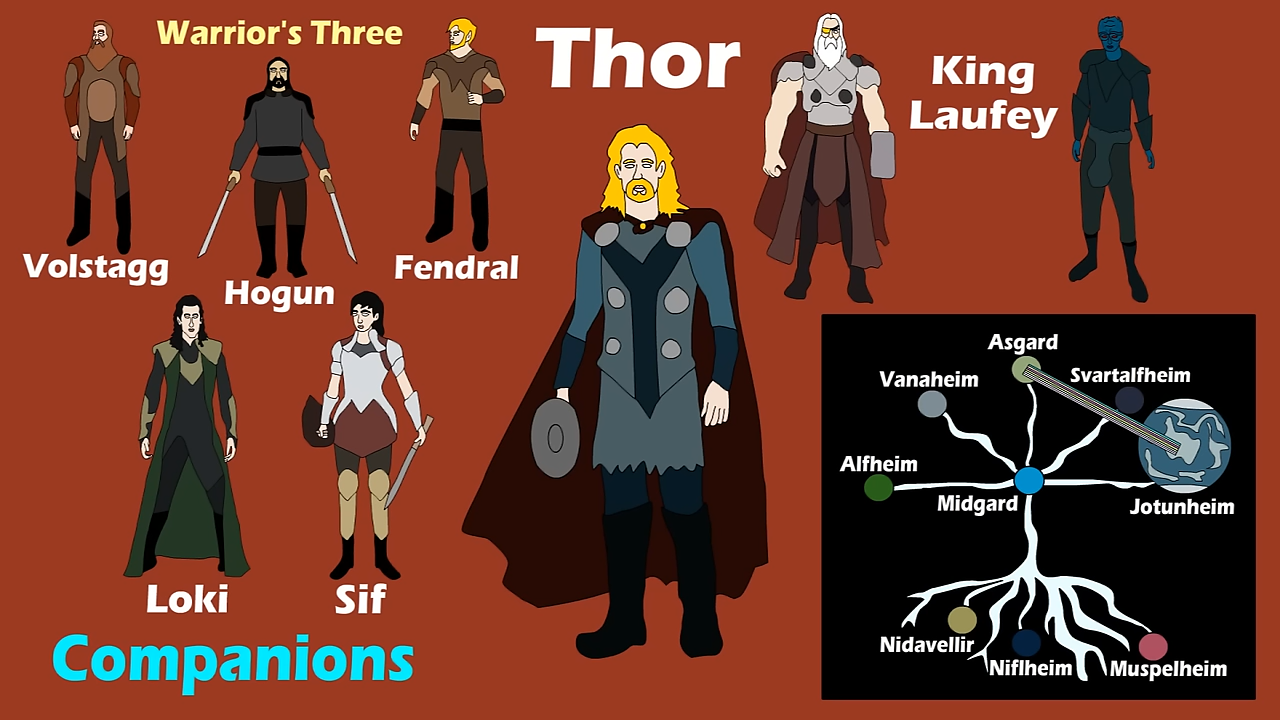 Warrior's Three
Thor
King
Laufey
Volstagg
Hogun
Fendral
Loki
Sif
Companions
Asgard
Vanaheim
Svartalfheim
Alfheim
Midgard
Jotunheim
Nidavellir
Niflheim
Muspelheim